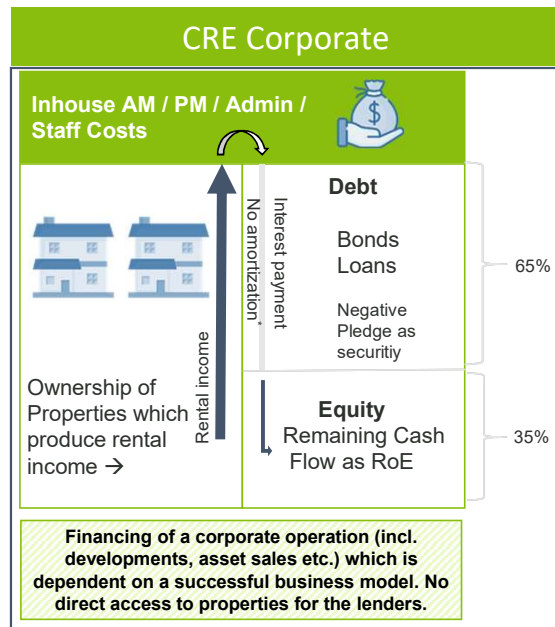 CRE Corporate
Inhouse AM / PM / Admin /
Staff Costs
$
Ownership of
Properties which
produce rental
income →
Rental income
No amortization*
Interest payment
Debt
Bonds
Loans
Negative
Pledge as
securitiy
65%
Equity
Remaining Cash
Flow as RoE
35%
Financing of a corporate operation (incl.
developments, asset sales etc.) which is
dependent on a successful business model. No
direct access to properties for the lenders.